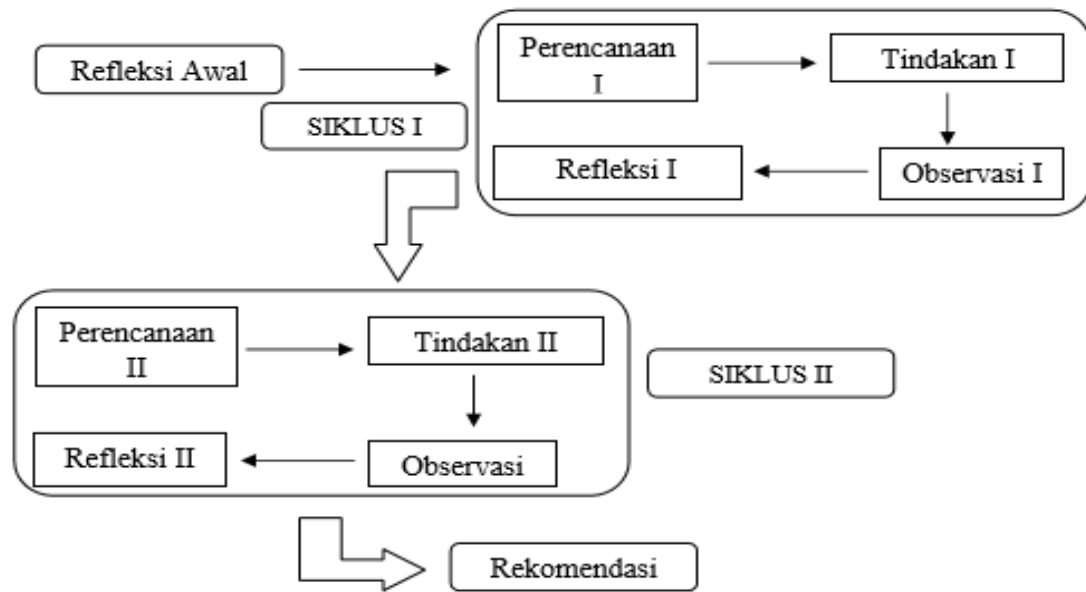 Refleksi Awal
SIKLUS I
Perencanaan
I
Tindakan I
Refleksi I
Observasi I
Perencanaan
II
Tindakan II
Refleksi II
Observasi
SIKLUS II
Rekomendasi